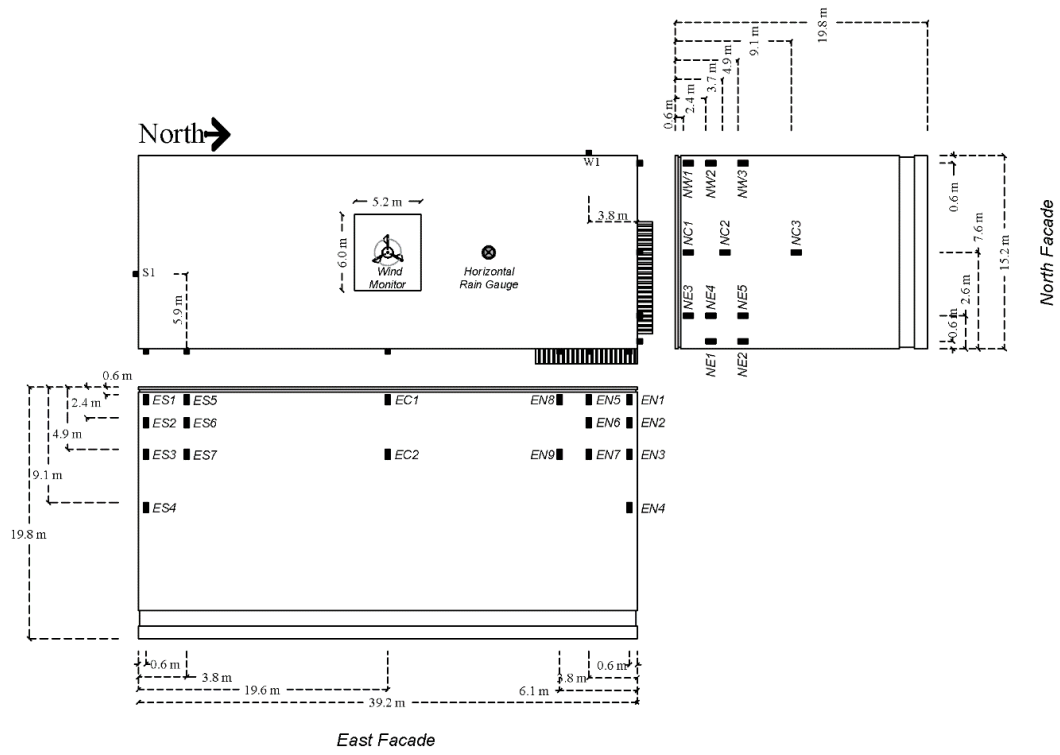 19.8 m
9.1 m
4.9 m
3.7 m
2.4 m
0.6 m
North
W1
5.2 m
3.8 m
6.0 m
Wind
Monitor
Horizontal
Rain Gauge
S1
5.9 m
NW1
NW2
NW3
NC1
NC2
NC3
NE3
NE4
NE5
NE1
NE2
0.6 m
7.6 m
15.2 m
2.6 m
0.6 m
North Facade
0.6 m
2.4 m
4.9 m
9.1 m
19.8 m
ES1 ES5 EC1 EN8 EN5 EN1
ES2 ES6 EN6 EN2
ES3 ES7 EC2 EN9 EN7 EN3
ES4 EN4
0.6 m 0.6 m
3.8 m 3.8 m
19.6 m 6.1 m
39.2 m
East Facade